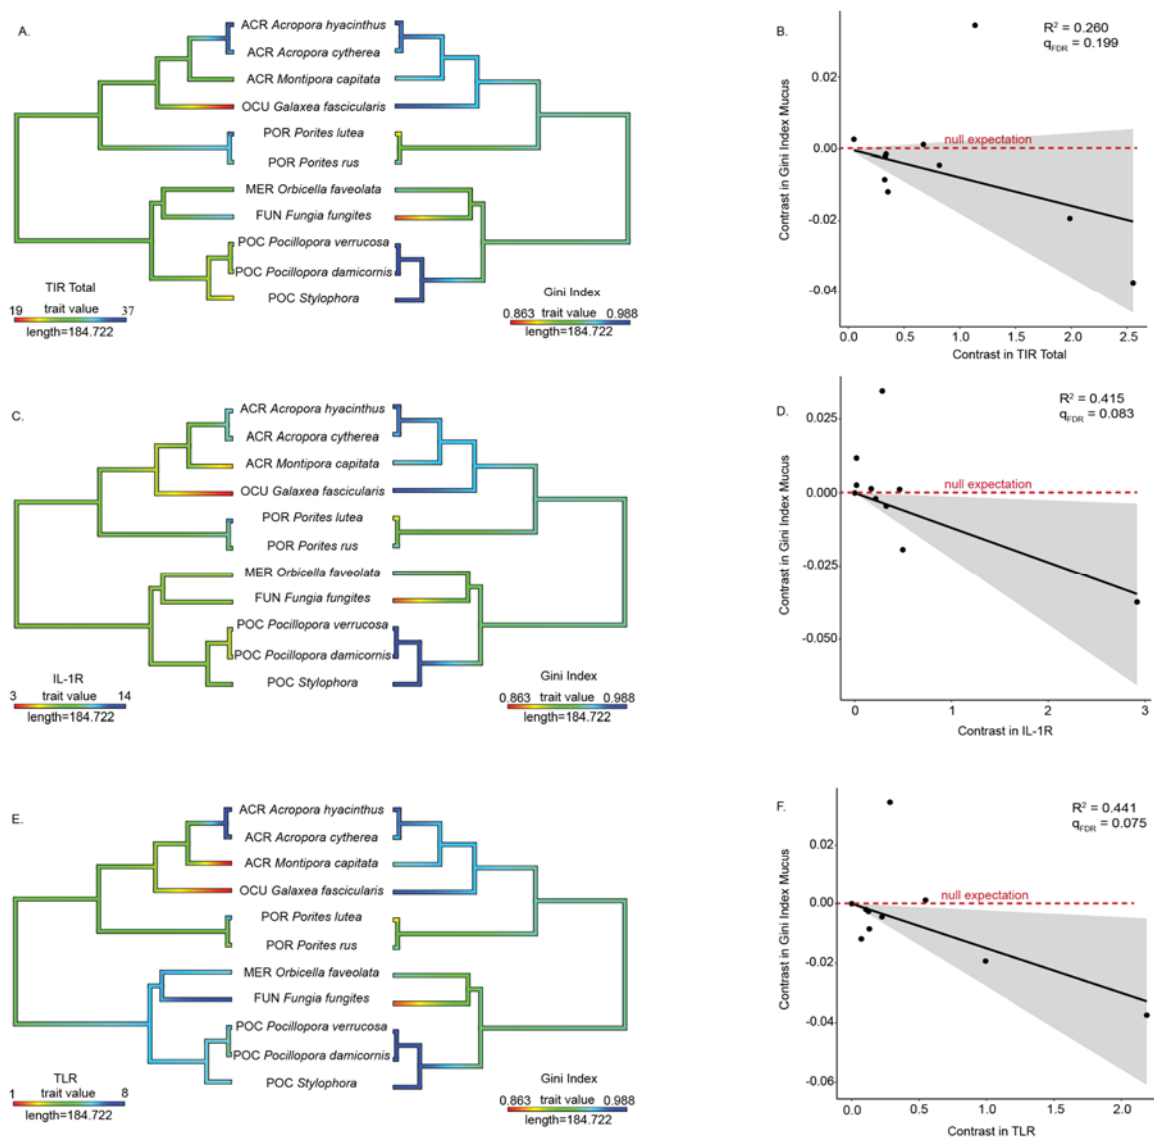 A.
ACR Acropora hyacinthus
ACR Acropora cytherea
ACR Montipora capitata
OCU Galaxea fascicularis
POR Porites lutea
POR Porites rus
MER Orbicella faveolata
FUN Fungia fungites
POC Pocillopora verrucosa
POC Pocillopora damicornis
POC Stylophora
TIR Total
19 trait value 37
length=184.722
Gini Index
0.863 trait value 0.988
length=184.722
B.
R² = 0.260
qFDR = 0.199
null expectation
Contrast in Gini Index Mucus
0.02
0.00
-0.02
-0.04
0.0 0.5 1.0 1.5 2.0 2.5
Contrast in TIR Total
C.
ACR Acropora hyacinthus
ACR Acropora cytherea
ACR Montipora capitata
OCU Galaxea fascicularis
POR Porites lutea
POR Porites rus
MER Orbicella faveolata
FUN Fungia fungites
POC Pocillopora verrucosa
POC Pocillopora damicornis
POC Stylophora
IL-1R
3 trait value 14
length=184.722
Gini Index
0.863 trait value 0.988
length=184.722
D.
R² = 0.415
qFDR = 0.083
null expectation
Contrast in Gini Index Mucus
0.025
0.000
-0.025
-0.050
0 1 2 3
Contrast in IL-1R
E.
ACR Acropora hyacinthus
ACR Acropora cytherea
ACR Montipora capitata
OCU Galaxea fascicularis
POR Porites lutea
POR Porites rus
MER Orbicella faveolata
FUN Fungia fungites
POC Pocillopora verrucosa
POC Pocillopora damicornis
POC Stylophora
TLR
1 trait value 8
length=184.722
Gini Index
0.863 trait value 0.988
length=184.722
F.
R² = 0.441
qFDR = 0.075
null expectation
Contrast in Gini Index Mucus
0.02
0.00
-0.02
-0.04
-0.06
0.0 0.5 1.0 1.5 2.0
Contrast in TLR